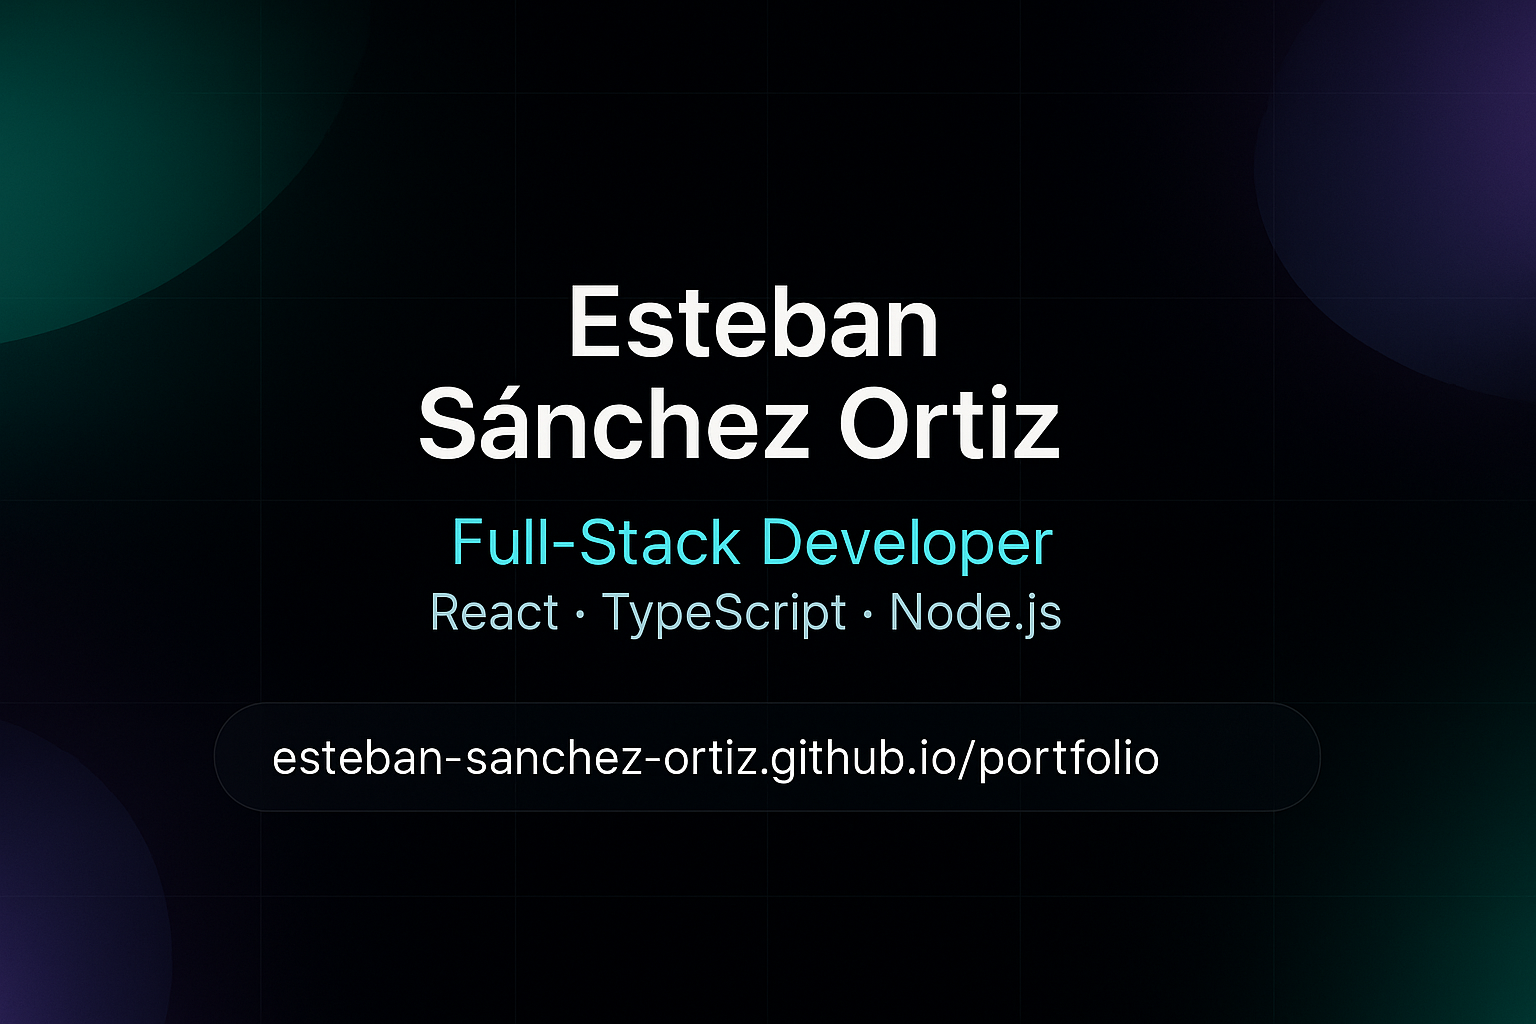 Esteban
Sánchez Ortiz
Full-Stack Developer
React · TypeScript · Node.js
esteban-sanchez-ortiz.github.io/portfolio